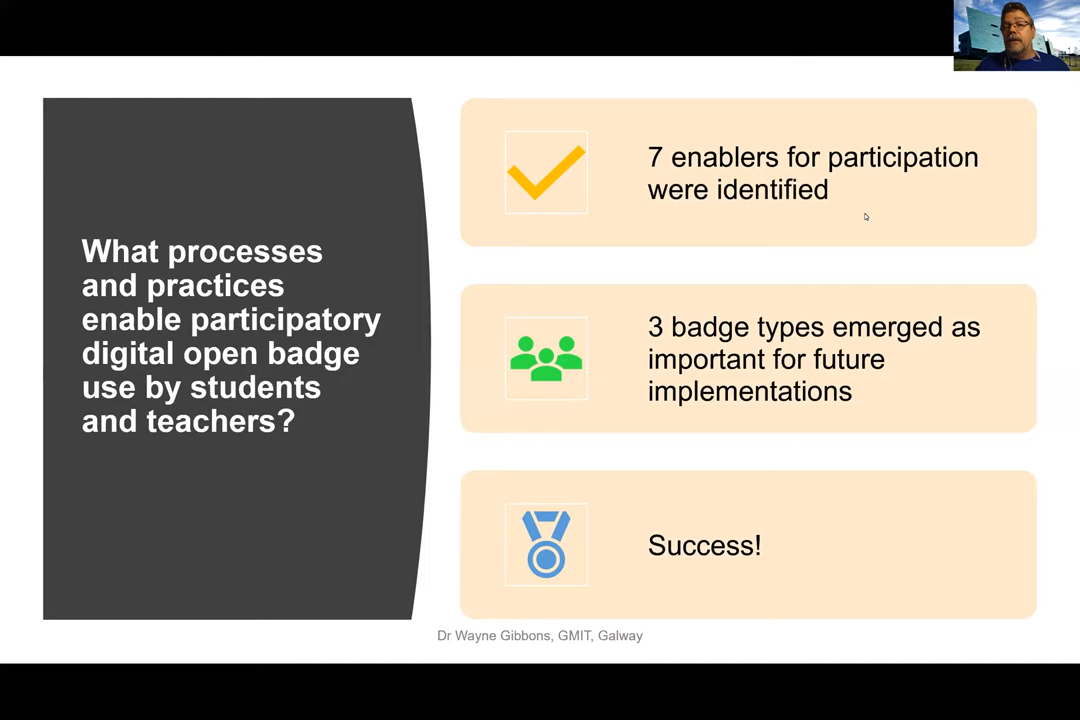 What processes
and practices
enable participatory
digital open badge
use by students
and teachers?
7 enablers for participation
were identified
3 badge types emerged as
important for future
implementations
Success!
Dr Wayne Gibbons, GMIT, Galway